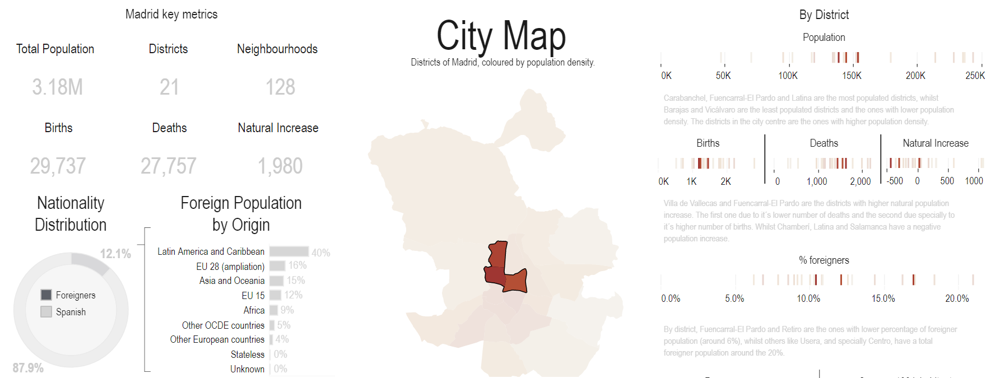 Madrid key metrics
Total Population
Districts
Neighbourhoods
3.18M
21
128
Births
Deaths
Natural Increase
29,737
27,757
1,980
Nationality
Distribution
12.1%
Foreigners
Spanish
87.9%
Foreign Population
by Origin
Latin America and Caribbean 40%
EU 28 (ampliation) 16%
Asia and Oceania 15%
EU 15 12%
Africa 9%
Other OCDE countries 5%
Other European countries 4%
Stateless 0%
Unknown 0%
City Map
Districts of Madrid, coloured by population density.
By District
Population
0K 50K 100K 150K 200K 250K
Carabanchel, Fuencarral-El Pardo and Latina are the most populated districts, whilst
Barajas and Vicálvaro are the least populated districts and the ones with lower population
density. The districts in the city centre are the ones with higher population density.
Births
0K 1K 2K
Deaths
0 1,000 2,000
Natural Increase
-500 0 500 1000
Villa de Vallecas and Fuencarral-El Pardo are the districts with higher natural population
increase. The first one due to it´s lower number of deaths and the second due specially to
it´s higher number of births. Whilst Chamberí, Latina and Salamanca have a negative
population increase.
% foreigners
0.0% 5.0% 10.0% 15.0% 20.0%
By district, Fuencarral-El Pardo and Retiro are the ones with lower percentage of foreigner
population (around 6%), whilst others like Usera, and specially Centro, have a total
foreigner population around the 20%.